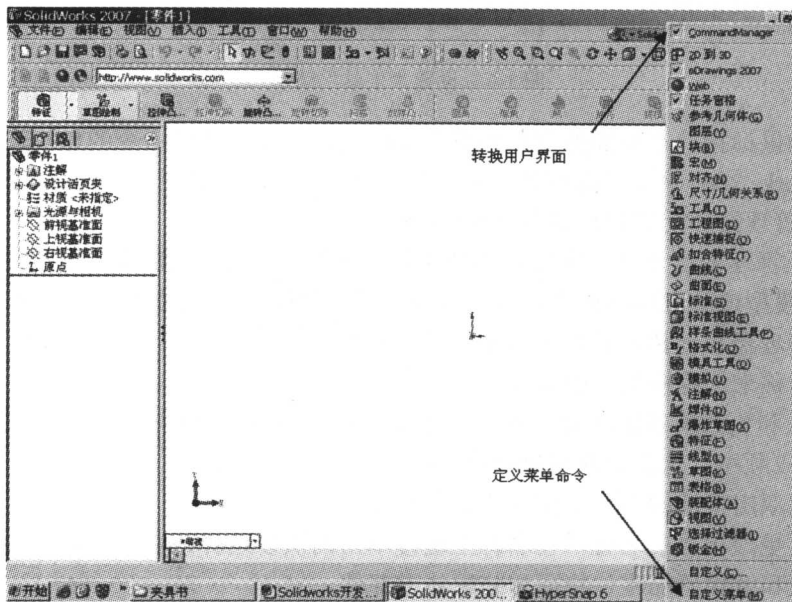 SolidWorks 2007 - [零件1]
文件(F) 编辑(E) 视图(V) 插入(I) 工具(T) 窗口(W) 帮助(H)
http://www.solidworks.com
特征 草图绘制 拉伸凸... 拉伸切除 旋转凸...
零件1
注解
设计活页夹
材质 <未指定>
光源与相机
前视基准面
上视基准面
右视基准面
原点
转换用户界面
定义菜单命令
CommandManager
2D 到 3D
eDrawings 2007
Web
任务窗格
参考几何体(G)
图层(Y)
块(B)
宏(M)
对齐(N)
尺寸/几何关系(R)
工具(T)
工程图(D)
快速捕捉(Q)
扣合特征(T)
曲线(C)
曲面(E)
标准(S)
标准视图(E)
样条曲线工具(P)
格式化(O)
模具工具(O)
模拟(U)
注解(N)
焊件(D)
爆炸草图(X)
特征(F)
线型(L)
草图(K)
表格(B)
装配体(A)
视图(V)
选择过滤器(I)
钣金(H)
自定义(C)...
自定义菜单(M)
开始 夹具书 Solidworks开发... SolidWorks 200... HyperSnap 6